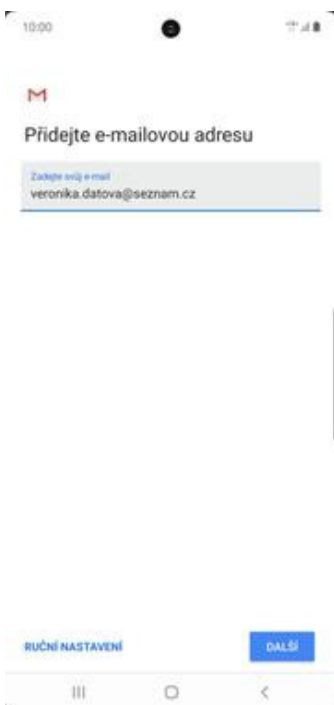 10:00
Přidejte e-mailovou adresu
Zadejte svůj e-mail
veronika.datova@seznam.cz
RUČNÍ NASTAVENÍ
DALŠÍ